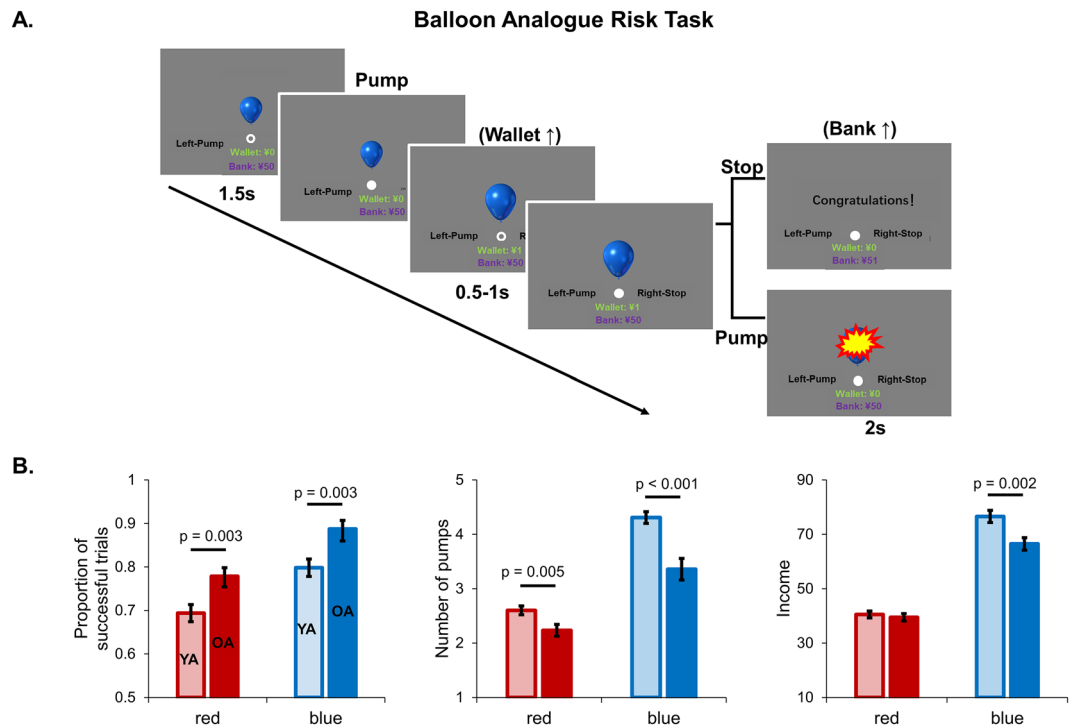 A.
Balloon Analogue Risk Task
Left-Pump
Wallet: ¥0
Bank: ¥50
1.5s
Pump
Left-Pump
Wallet: ¥0
Bank: ¥50
(Wallet ↑)
Left-Pump R
Wallet: ¥1
Bank: ¥50
0.5-1s
Left-Pump Right-Stop
Wallet: ¥1
Bank: ¥50
Stop
(Bank ↑)
Congratulations!
Left-Pump Right-Stop
Wallet: ¥0
Bank: ¥51
Pump
Left-Pump Right-Stop
Wallet: ¥0
Bank: ¥50
2s
B.
Proportion of
successful trials
1
0.9
0.8
0.7
0.6
0.5
p = 0.003
p = 0.003
YA
OA
YA
OA
red
blue
Number of pumps
5
4
3
2
1
p = 0.005
p < 0.001
red
blue
Income
90
70
50
30
10
p = 0.002
red
blue